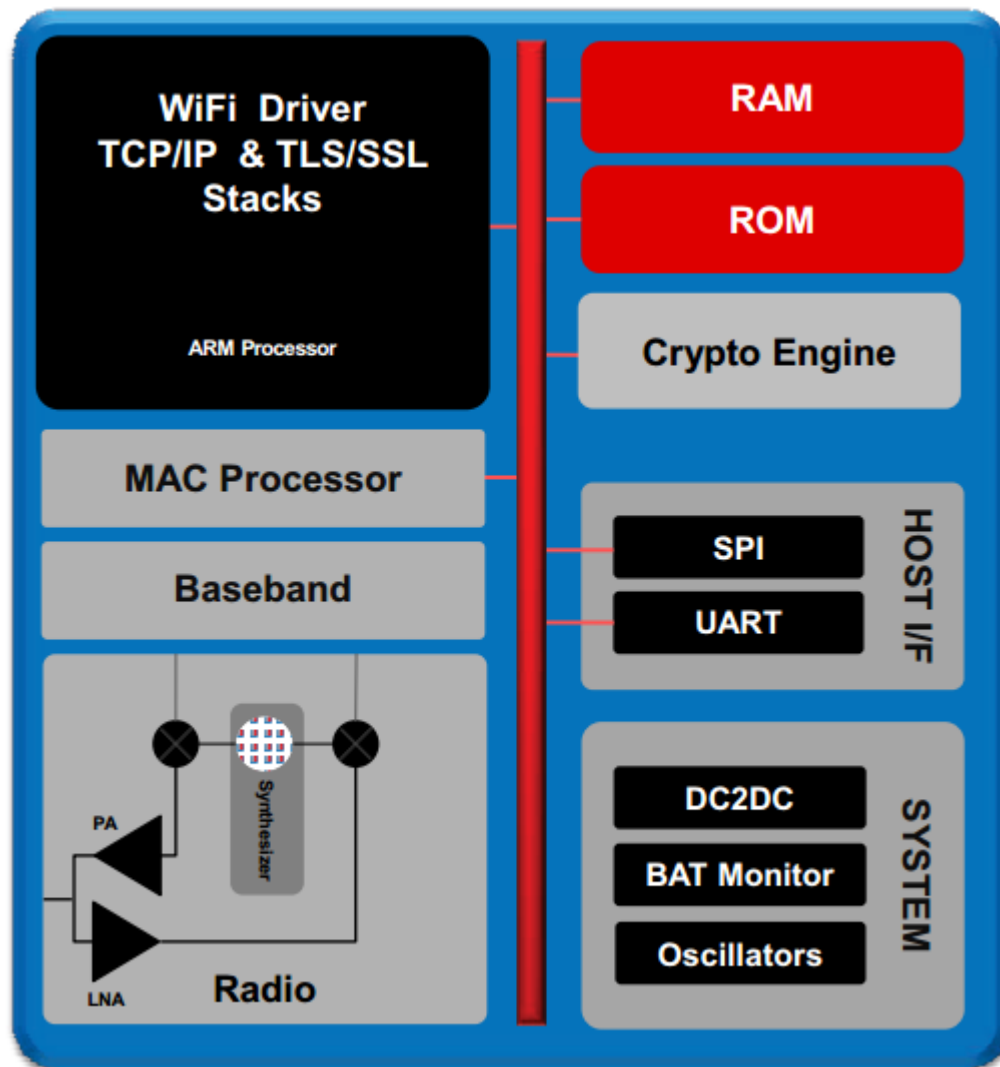 WiFi Driver
TCP/IP & TLS/SSL
Stacks
ARM Processor
MAC Processor
Baseband
Synthesizer
PA
LNA
Radio
RAM
ROM
Crypto Engine
SPI
UART
HOST I/F
DC2DC
BAT Monitor
Oscillators
SYSTEM